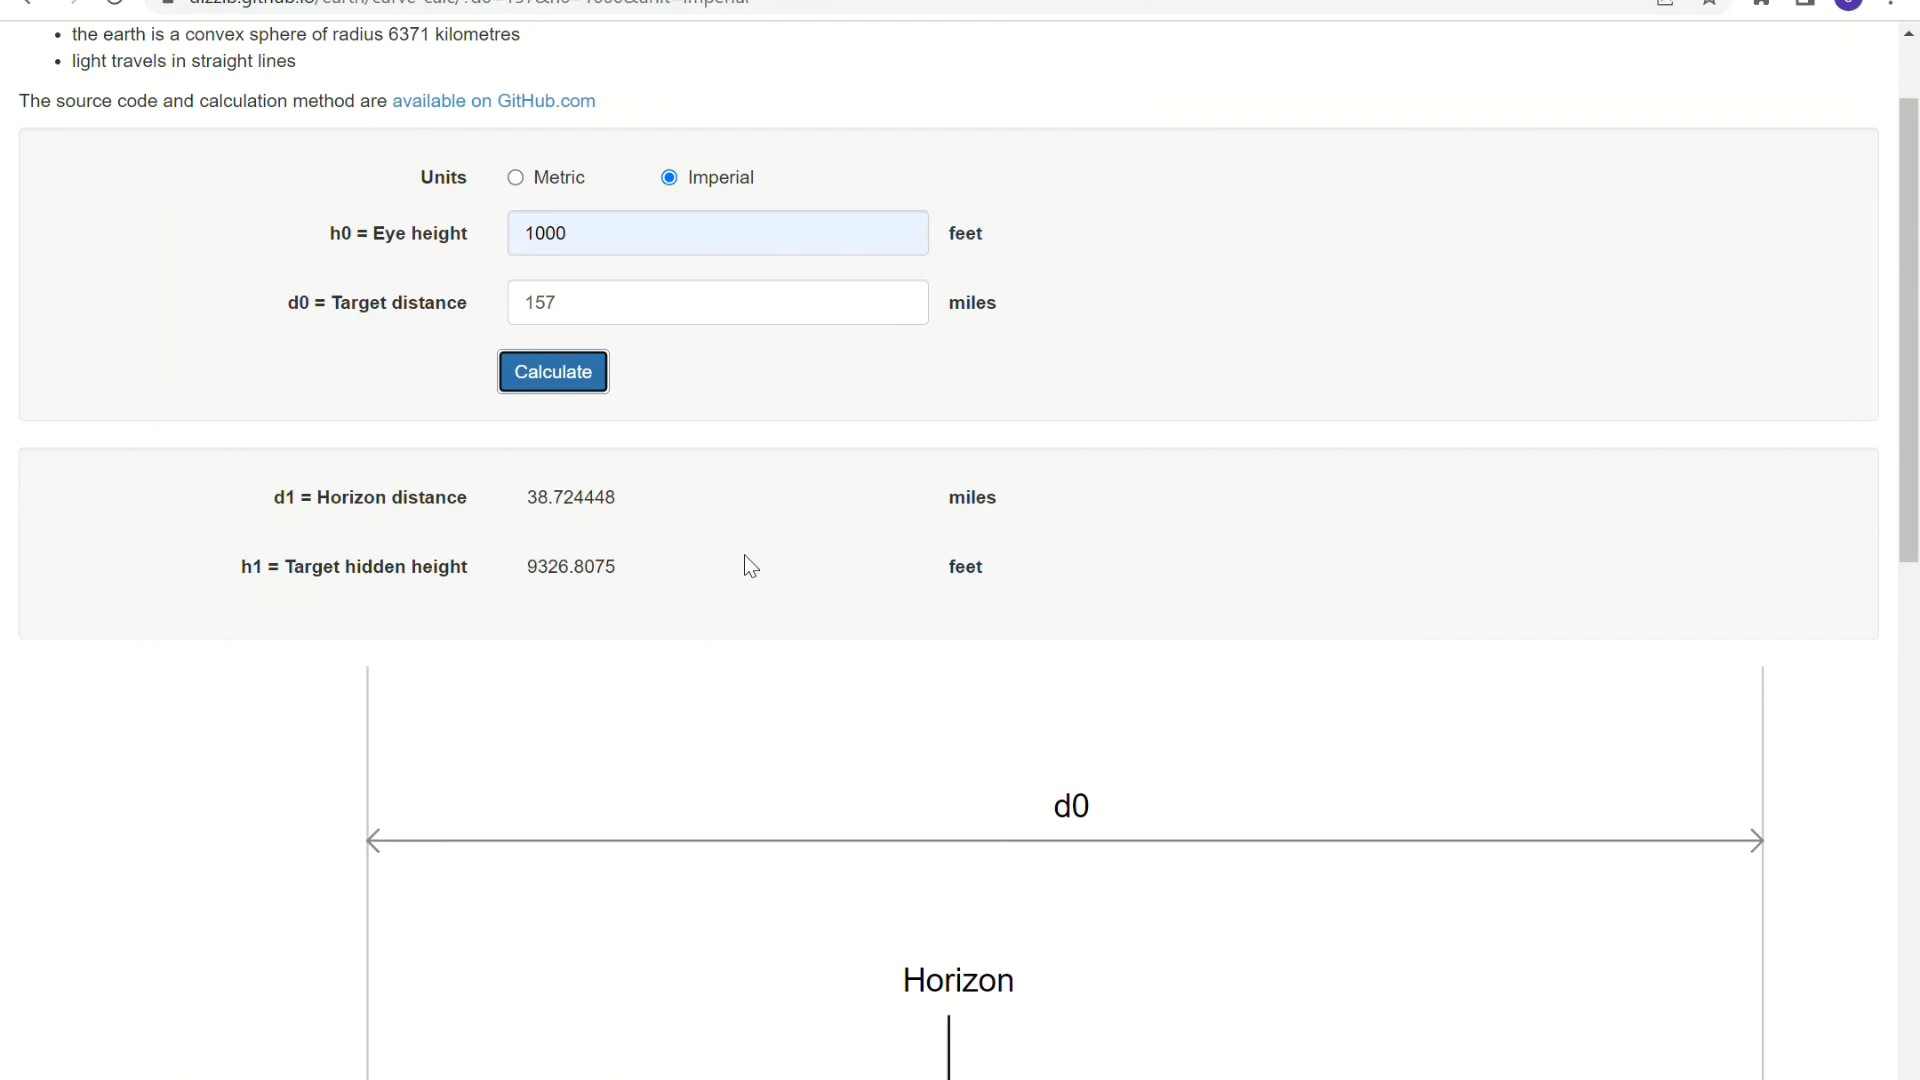 the earth is a convex sphere of radius 6371 kilometres
light travels in straight lines
The source code and calculation method are available on GitHub.com
Units Metric Imperial
h0 = Eye height 1000 feet
d0 = Target distance 157 miles
Calculate
d1 = Horizon distance 38.724448 miles
h1 = Target hidden height 9326.8075 feet
d0
Horizon